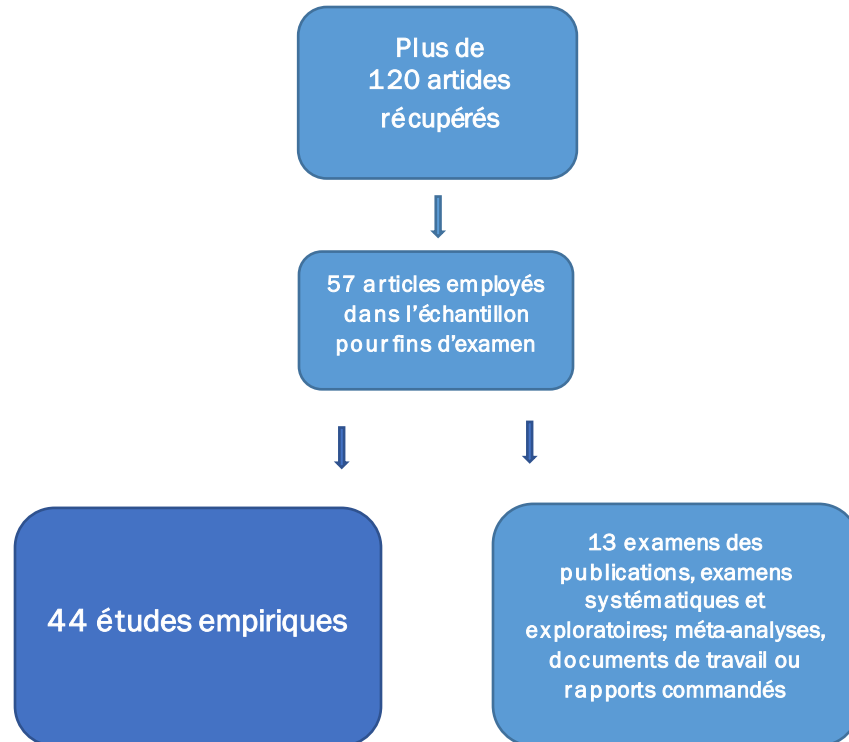 Plus de
120 articles
récupérés
57 articles employés
dans l'échantillon
pour fins d'examen
44 études empiriques
13 examens des
publications, examens
systématiques et
exploratoires; méta-analyses,
documents de travail ou
rapports commandés